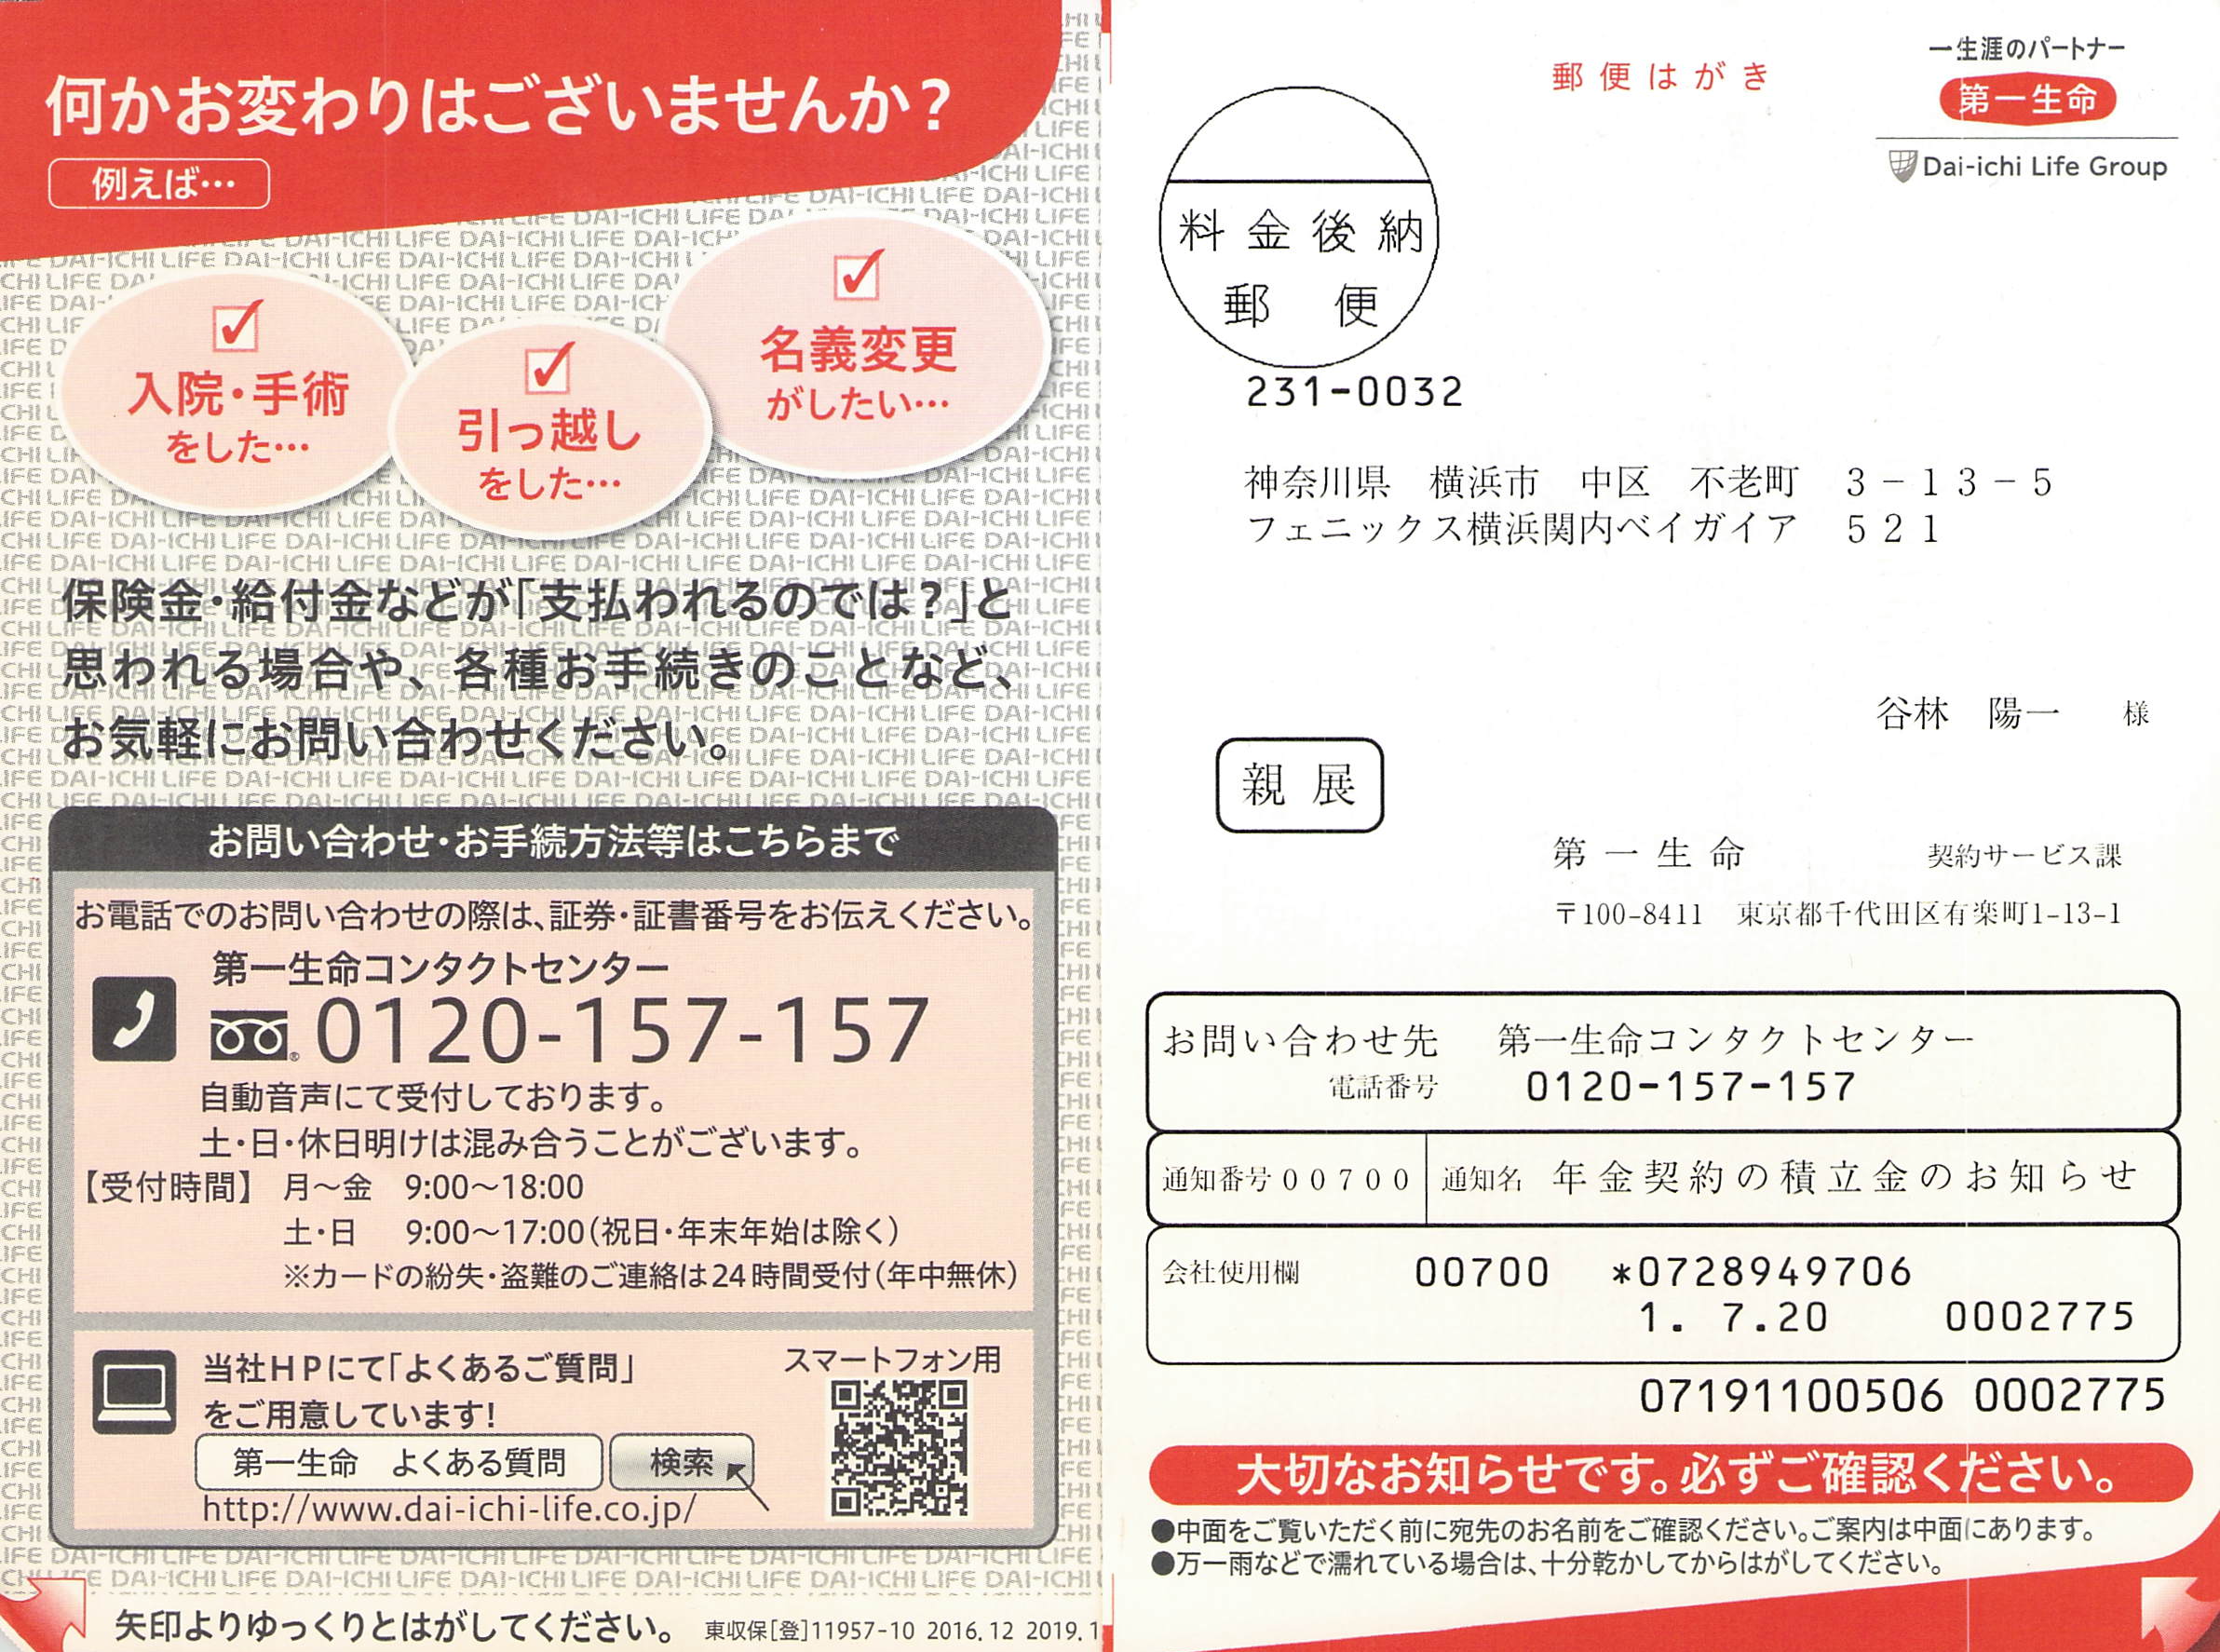 何かお変わりはございませんか?
例えば…
入院・手術
をした…
引っ越し
をした…
名義変更
がしたい…
保険金・給付金などが「支払われるのでは?」と
思われる場合や、各種お手続きのことなど、
お気軽にお問い合わせください。
お問い合わせ・お手続方法等はこちらまで
お電話でのお問い合わせの際は、証券・証書番号をお伝えください。
第一生命コンタクトセンター
0120-157-157
自動音声にて受付しております。
土・日・休日明けは混み合うことがございます。
【受付時間】 月～金 9:00～18:00
土・日 9:00～17:00(祝日・年末年始は除く)
※カードの紛失・盗難のご連絡は24時間受付(年中無休)
当社HPにて「よくあるご質問」
をご用意しています!
第一生命 よくある質問 検索
http://www.dai-ichi-life.co.jp/
スマートフォン用
矢印よりゆっくりとはがしてください。
東収保[登]11957-10 2016.12 2019.1
郵便はがき
一生涯のパートナー
第一生命
Dai-ichi Life Group
料金後納
郵便
231-0032
神奈川県 横浜市 中区 不老町 3－13－5
フェニックス横浜関内ベイガイア 521
谷林 陽一 様
親展
第一生命 契約サービス課
〒100-8411 東京都千代田区有楽町1-13-1
お問い合わせ先 第一生命コンタクトセンター
電話番号 0120-157-157
通知番号00700 通知名 年金契約の積立金のお知らせ
会社使用欄 00700 *0728949706
1. 7.20 0002775
07191100506 0002775
大切なお知らせです。必ずご確認ください。
●中面をご覧いただく前に宛先のお名前をご確認ください。ご案内は中面にあります。
●万一雨などで濡れている場合は、十分乾かしてからはがしてください。